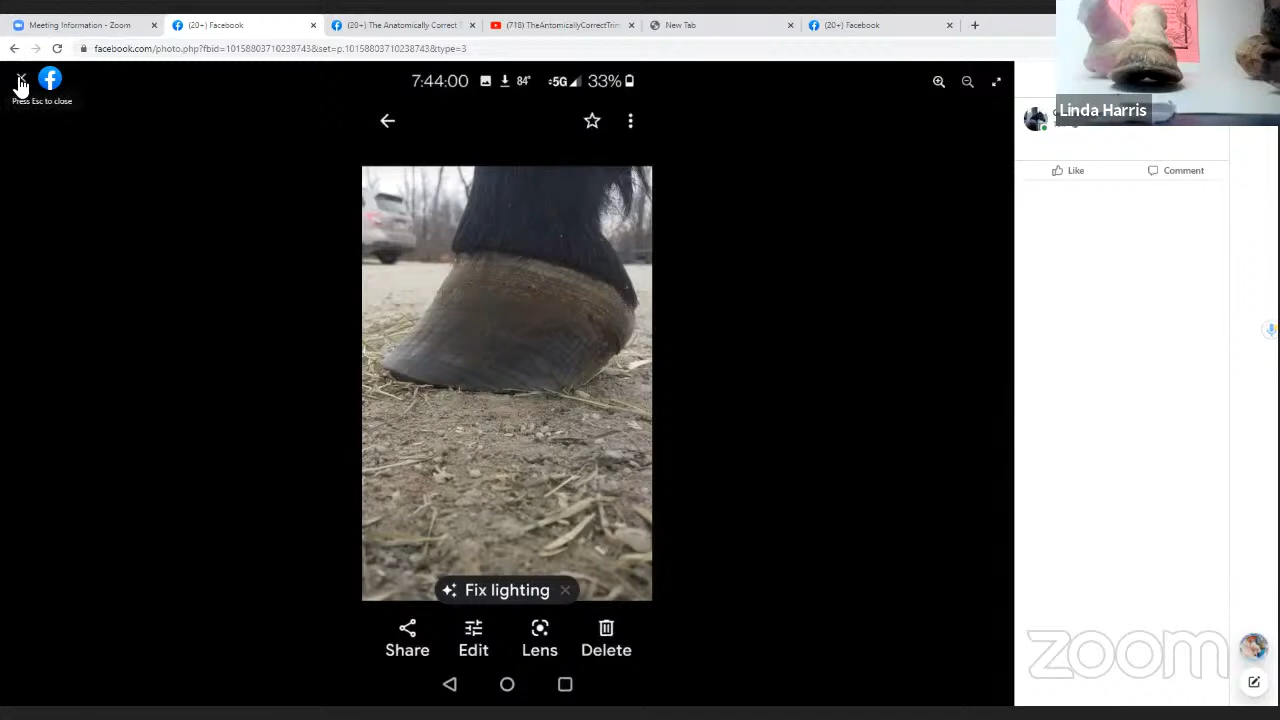 Meeting Information - Zoom
(20+) Facebook
(20+) The Anatomically Correct
(718) TheAntomicallyCorrectTrim
New Tab
(20+) Facebook
facebook.com/photo.php?fbid=10158803710238743&set=p.10158803710238743&type=3
Press Esc to close
7:44:00
84°
5G
33%
Linda Harris
Like
Comment
Fix lighting
Share
Edit
Lens
Delete
zoom